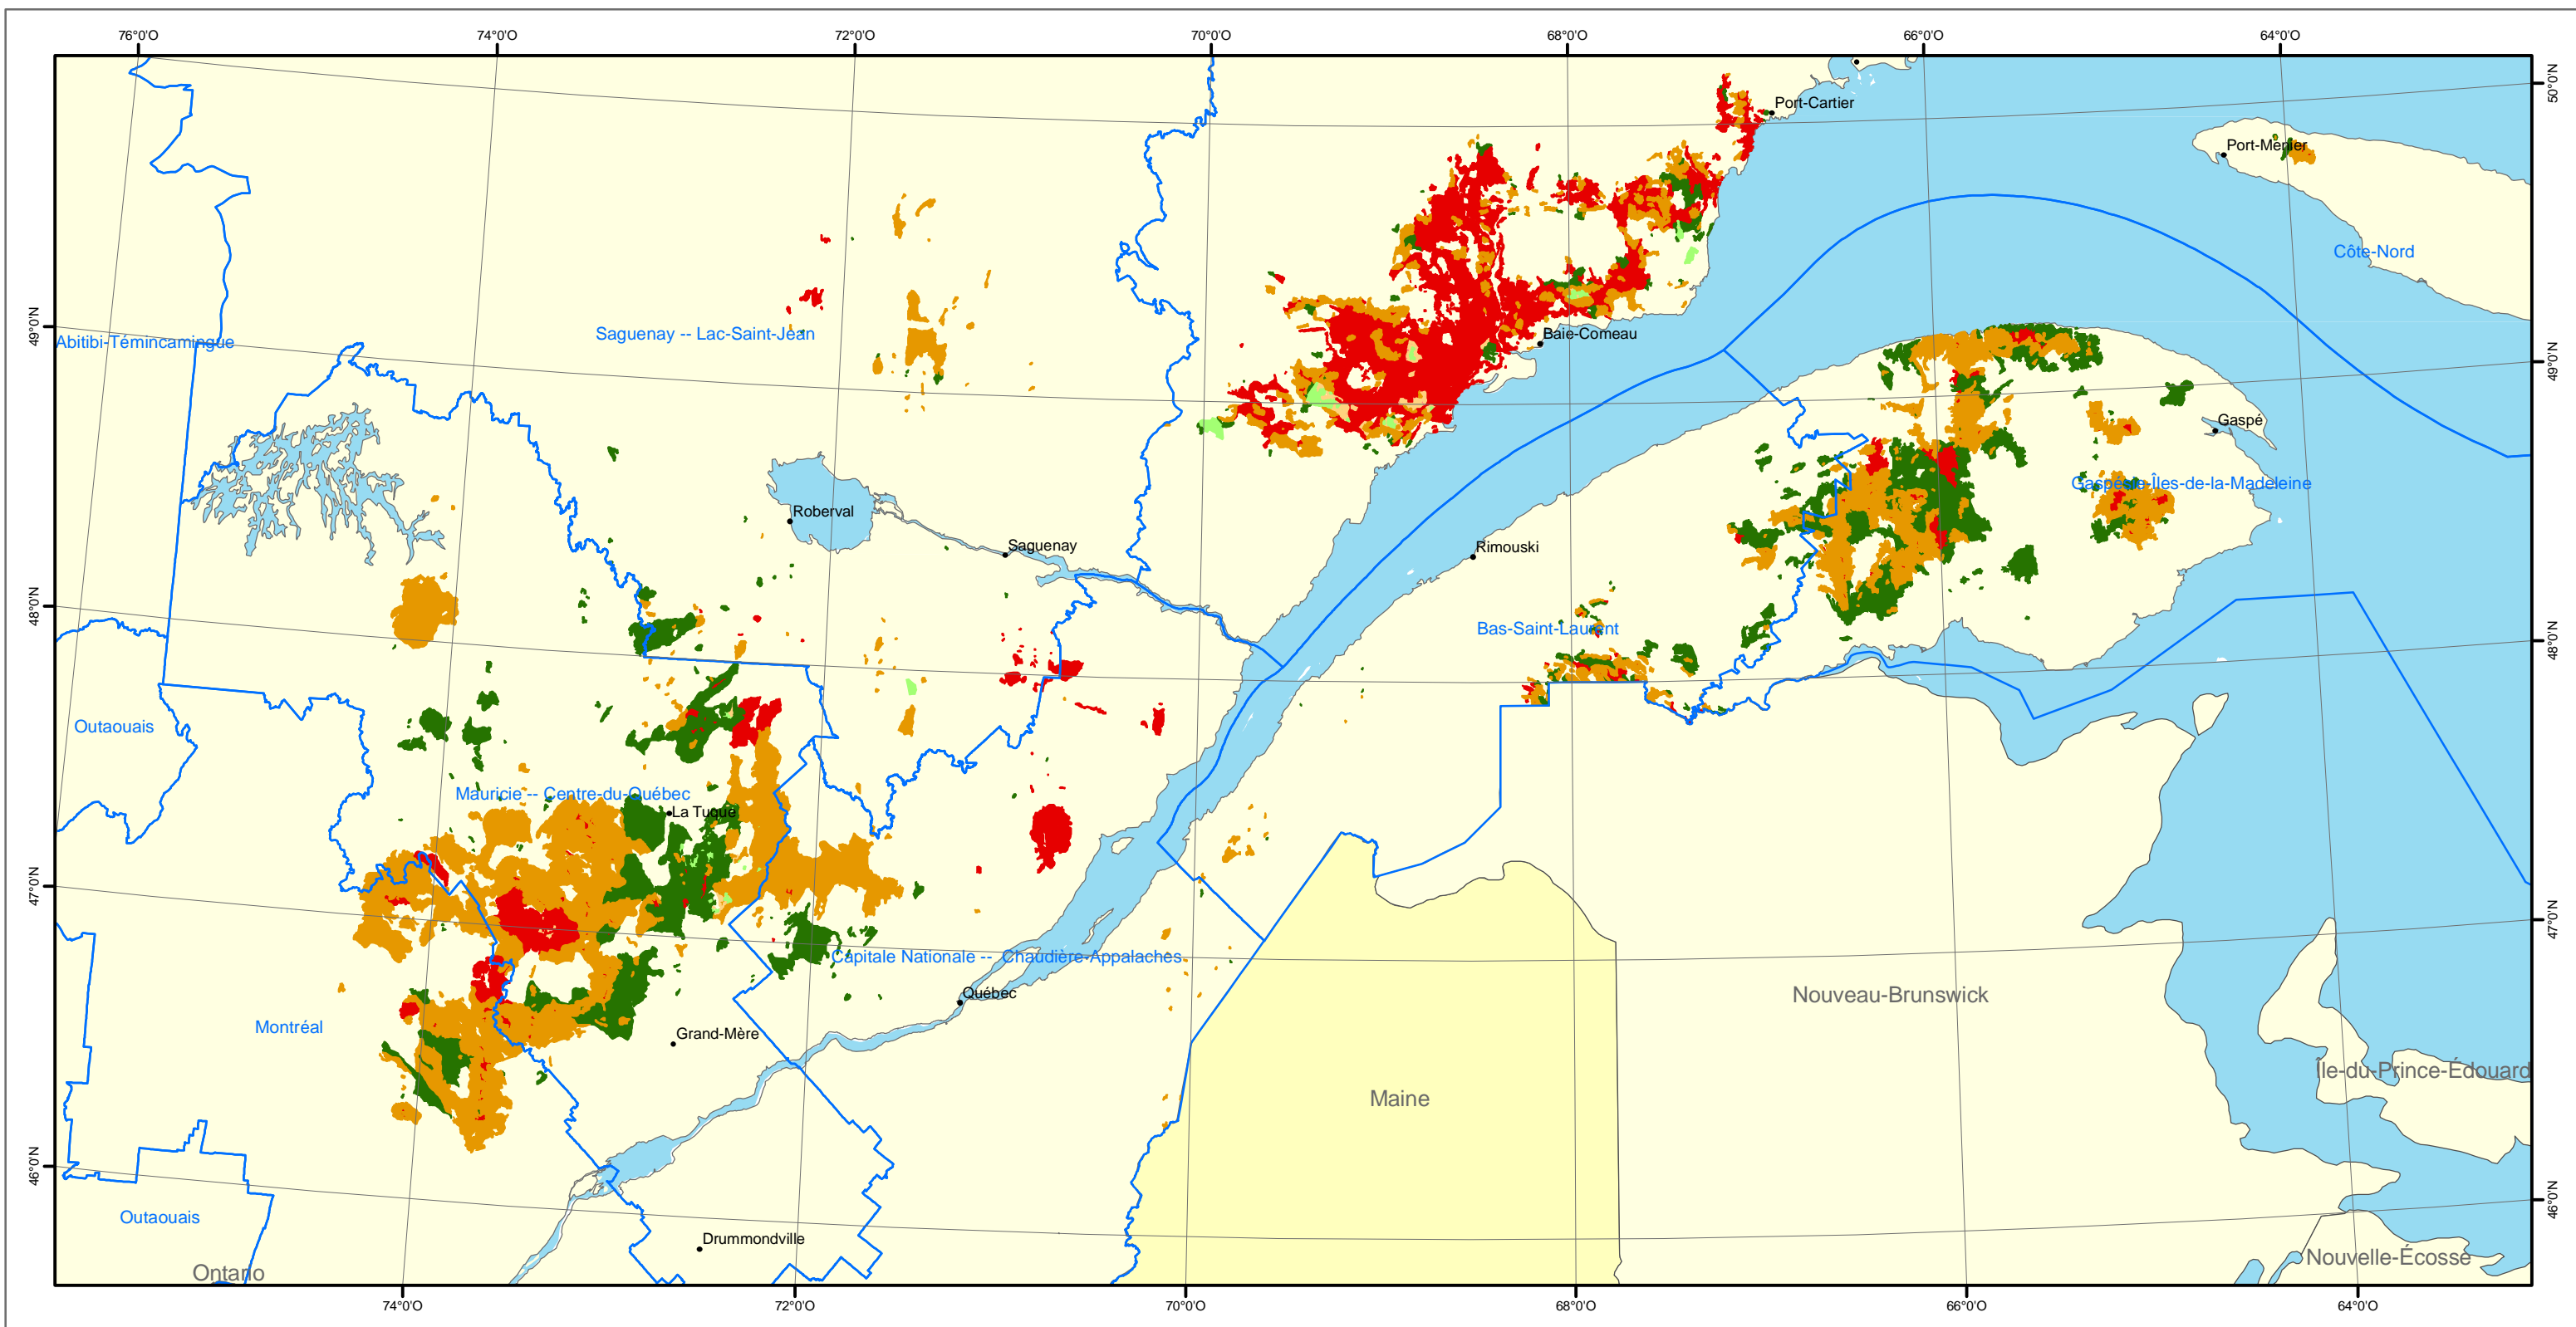 76°0'O 74°0'O 72°0'O 70°0'O 68°0'O 66°0'O 64°0'O
50°0'N
Port-Cartier
Port-Menier
Côte-Nord
49°0'N
Abitibi-Témincamingue
Saguenay -- Lac-Saint-Jean
Baie-Comeau
49°0'N
Gaspé
Gaspésie-Îles-de-la-Madeleine
Roberval
Saguenay
Rimouski
48°0'N
Bas-Saint-Laurent
48°0'N
Outaouais
Mauricie -- Centre-du-Québec
La Tuque
47°0'N
47°0'N
Capitale Nationale -- Chaudière-Appalaches
Québec
Nouveau-Brunswick
Montréal
Grand-Mère
Île-du-Prince-Édouard
Maine
46°0'N
46°0'N
Outaouais
Drummondville
Nouvelle-Écosse
Ontario
74°0'O 72°0'O 70°0'O 68°0'O 66°0'O 64°0'O